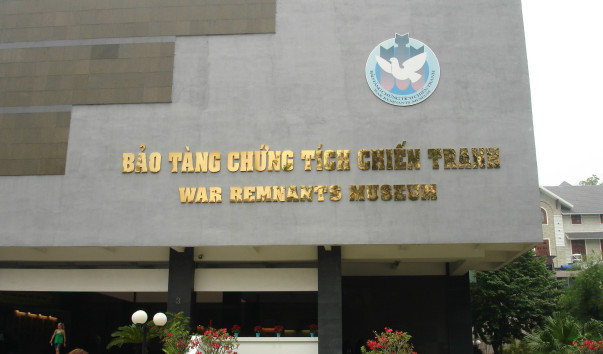 BẢO TÀNG CHỨNG TÍCH CHIẾN TRANH
WAR REMNANTS MUSEUM